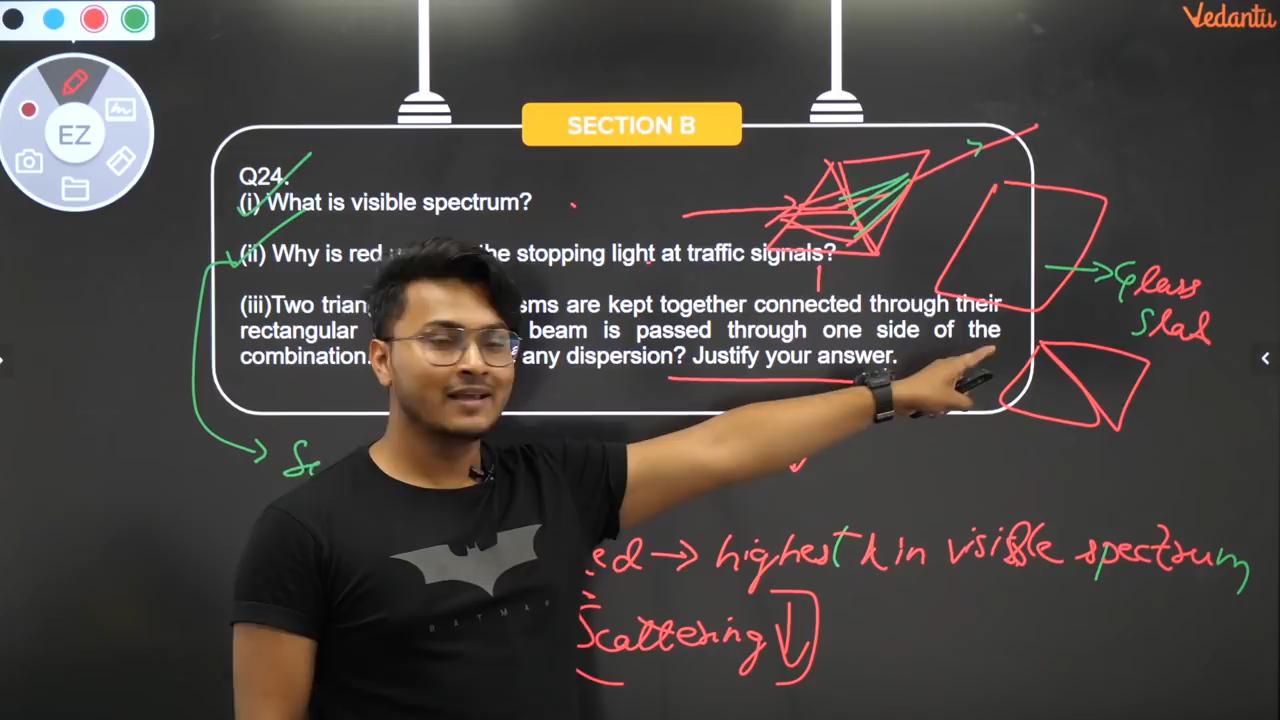 Vedantu
EZ
SECTION B
Q24.
(i) What is visible spectrum?
(ii) Why is red the stopping light at traffic signals?
(iii)Two are kept together connected through their
rectangular beam is passed through one side of the
combination. any dispersion? Justify your answer.
Glass
Slab
highest λ in visible spectrum
Scattering ↓
BATMAN